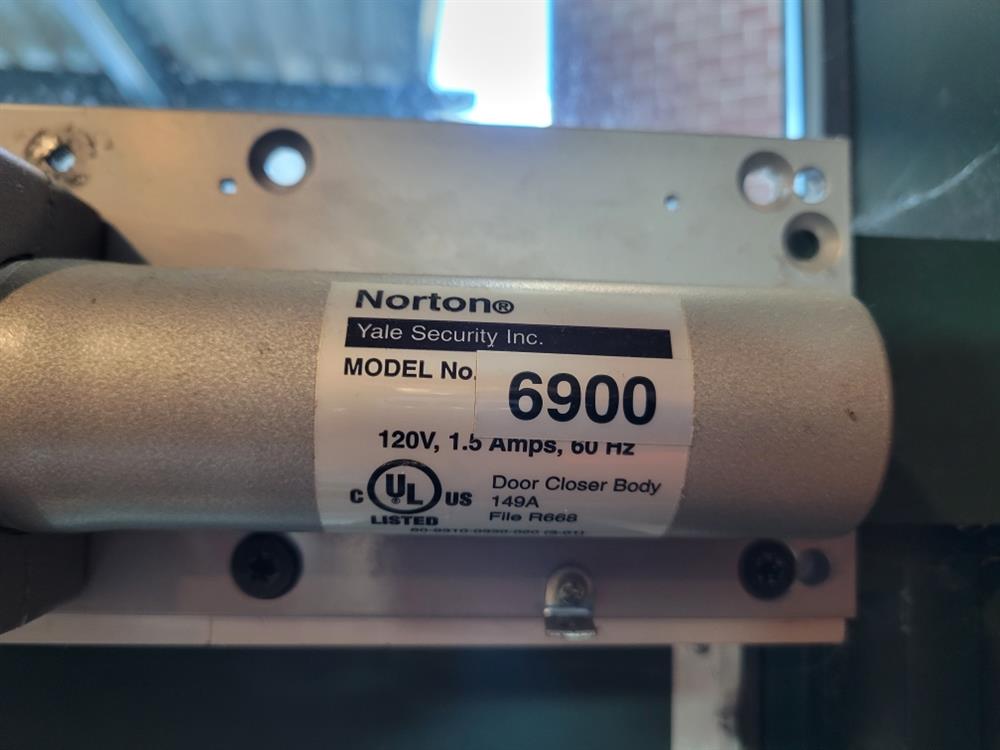 Norton®
Yale Security Inc.
MODEL No.
6900
120V, 1.5 Amps, 60 Hz
C UL US
®
LISTED
Door Closer Body
149A
File R668